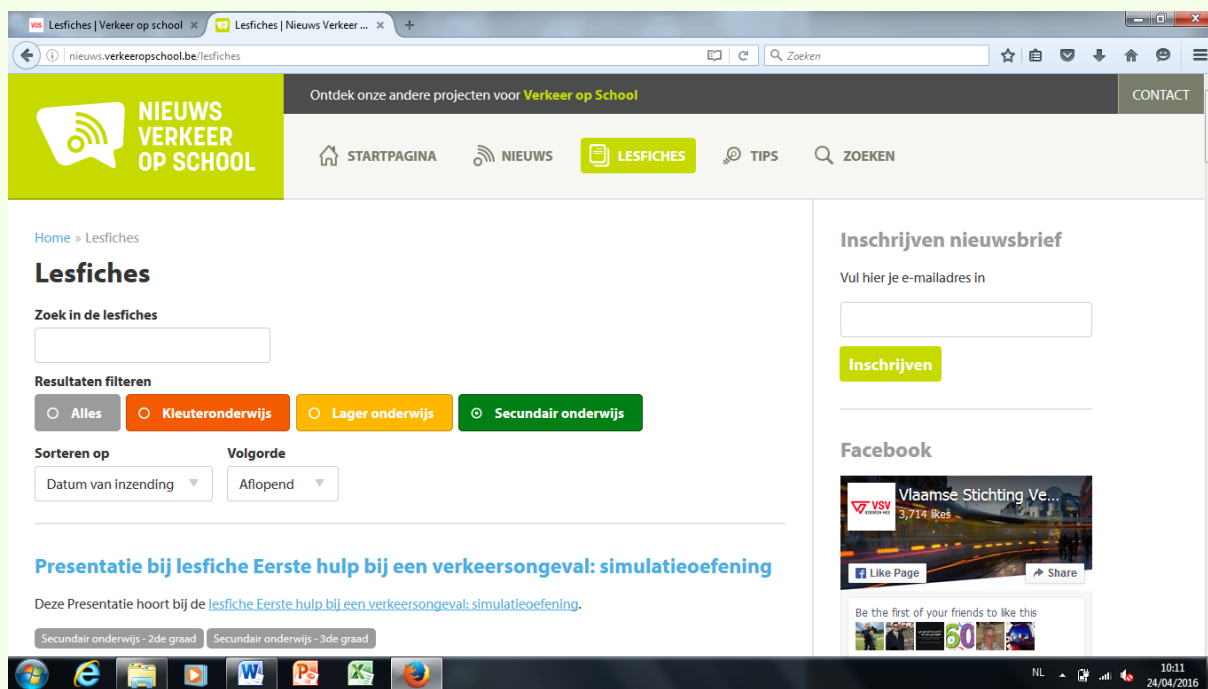 VOS Lesfiches | Verkeer op school
Lesfiches | Nieuws Verkeer ...
nieuws.verkeeropschool.be/lesfiches
Zoeken
NIEUWS
VERKEER
OP SCHOOL
Ontdek onze andere projecten voor Verkeer op School
CONTACT
STARTPAGINA NIEUWS LESFICHES TIPS ZOEKEN
Home » Lesfiches
Lesfiches
Zoek in de lesfiches
Resultaten filteren
Alles Kleuteronderwijs Lager onderwijs Secundair onderwijs
Sorteren op Volgorde
Datum van inzending Aflopend
Presentatie bij lesfiche Eerste hulp bij een verkeersongeval: simulatieoefening
Deze Presentatie hoort bij de lesfiche Eerste hulp bij een verkeersongeval: simulatieoefening.
Secundair onderwijs - 2de graad Secundair onderwijs - 3de graad
Inschrijven nieuwsbrief
Vul hier je e-mailadres in
Inschrijven
Facebook
VSV
Vlaamse Stichting Ve...
3,714 likes
Like Page Share
Be the first of your friends to like this
60
NL
10:11
24/04/2016